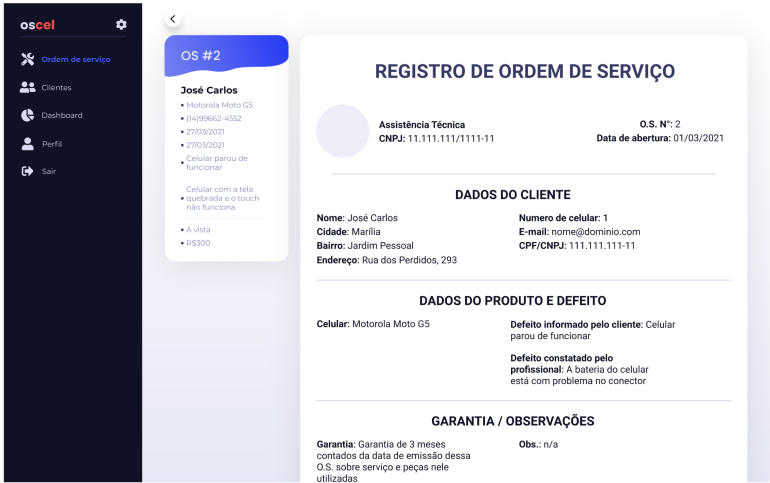 oscel
Ordem de serviço
Clientes
Dashboard
Perfil
Sair
OS #2
José Carlos
• Motorola Moto G5
• (14)99662-4552
• 27/03/2021
• 27/03/2021
• Celular parou de
funcionar
Celular com a tela
• quebrada e o touch
não funciona
• À vista
• R$300
REGISTRO DE ORDEM DE SERVIÇO
Assistência Técnica
CNPJ: 11.111.111/1111-11
O.S. N°: 2
Data de abertura: 01/03/2021
DADOS DO CLIENTE
Nome: José Carlos
Cidade: Marília
Bairro: Jardim Pessoal
Endereço: Rua dos Perdidos, 293
Numero de celular: 1
E-mail: nome@dominio.com
CPF/CNPJ: 111.111.111-11
DADOS DO PRODUTO E DEFEITO
Celular: Motorola Moto G5
Defeito informado pelo cliente: Celular
parou de funcionar
Defeito constatado pelo
profissional: A bateria do celular
está com problema no conector
GARANTIA / OBSERVAÇÕES
Garantia: Garantia de 3 meses
contados da data de emissão dessa
O.S. sobre serviço e peças nele
utilizadas
Obs.: n/a